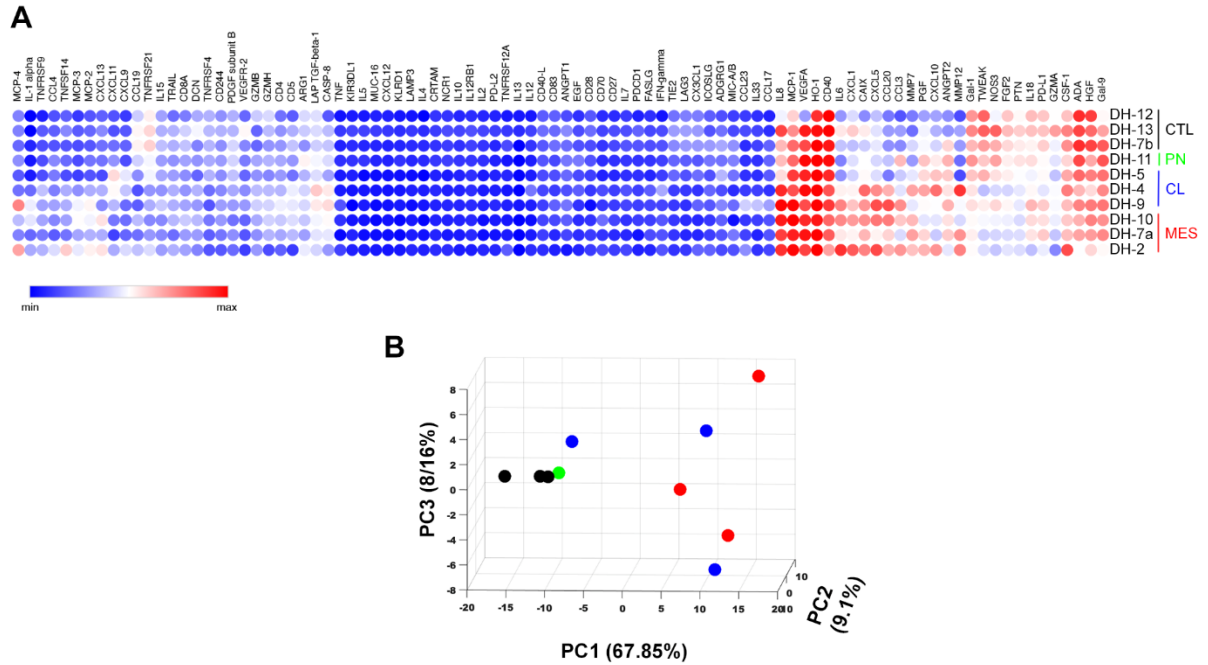 A
MCP-4
IL-1 alpha
TNFRSF9
CCL4
TNFSF14
MCP-3
MCP-2
CXCL13
CXCL11
CXCL9
CCL19
TNFRSF21
IL15
TRAIL
CD8A
DCN
TNFRSF4
CD244
PDGF subunit B
VEGFR-2
GZMB
GZMH
CD4
CD5
ARG1
LAP TGF-beta-1
CASP-8
TNF
KIR3DL1
IL5
MUC-16
CXCL12
KLRD1
LAMP3
IL4
CRTAM
NCR1
IL10
IL12RB1
IL2
PD-L2
TNFRSF12A
IL13
IL12
CD40-L
CD83
ANGPT1
EGF
CD28
CD70
CD27
IL7
PDCD1
FASLG
IFN-gamma
TIE2
LAG3
CX3CL1
ICOSLG
ADGRG1
MIC-A/B
CCL23
IL33
CCL17
IL8
MCP-1
VEGFA
HO-1
CD40
IL6
CXCL1
CAIX
CXCL5
CCL20
CCL3
MMP7
PGF
CXCL10
ANGPT2
MMP12
Gal-1
TWEAK
NOS3
FGF2
PTN
IL18
PD-L1
GZMA
CSF-1
ADA
HGF
Gal-9
DH-12
DH-13
DH-7b
DH-11
DH-5
DH-4
DH-9
DH-10
DH-7a
DH-2
CTL
PN
CL
MES
min max
B
PC3 (8/16%)
8
6
4
2
0
-2
-4
-6
-8
-20 -15 -10 -5 0 5 10 15 20
-10
0
10
PC2
(9.1%)
PC1 (67.85%)